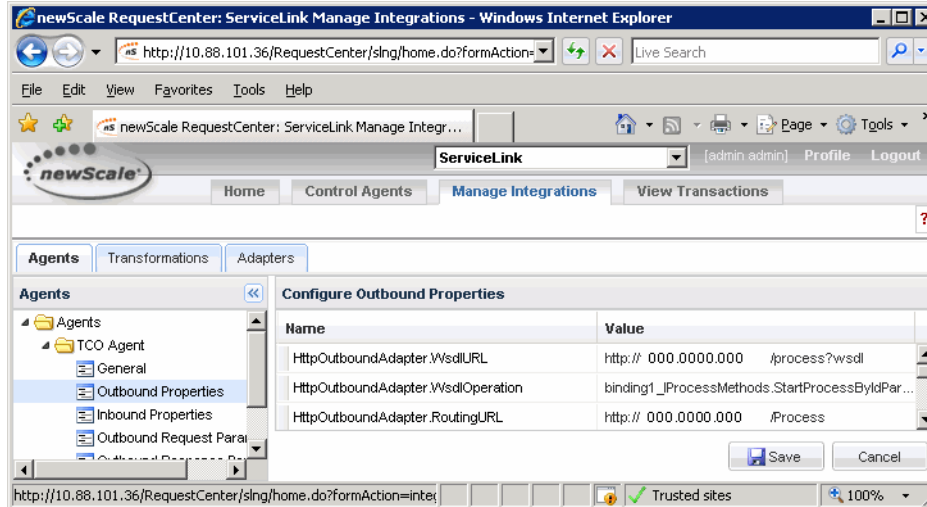 newScale RequestCenter: ServiceLink Manage Integrations - Windows Internet Explorer
nS http://10.88.101.36/RequestCenter/slng/home.do?formAction= Live Search
File Edit View Favorites Tools Help
nS newScale RequestCenter: ServiceLink Manage Integr... Page Tools
newScale ServiceLink [admin admin] Profile Logout
Home Control Agents Manage Integrations View Transactions
?
Agents Transformations Adapters
Agents Configure Outbound Properties
Agents Name Value
TCO Agent
General HttpOutboundAdapter.WsdlURL http:// 000.0000.000 /process?wsdl
Outbound Properties HttpOutboundAdapter.WsdlOperation binding1_IProcessMethods.StartProcessByIdPar...
Inbound Properties HttpOutboundAdapter.RoutingURL http:// 000.0000.000 /Process
Outbound Request Parar
Save Cancel
http://10.88.101.36/RequestCenter/slng/home.do?formAction=integ Trusted sites 100%